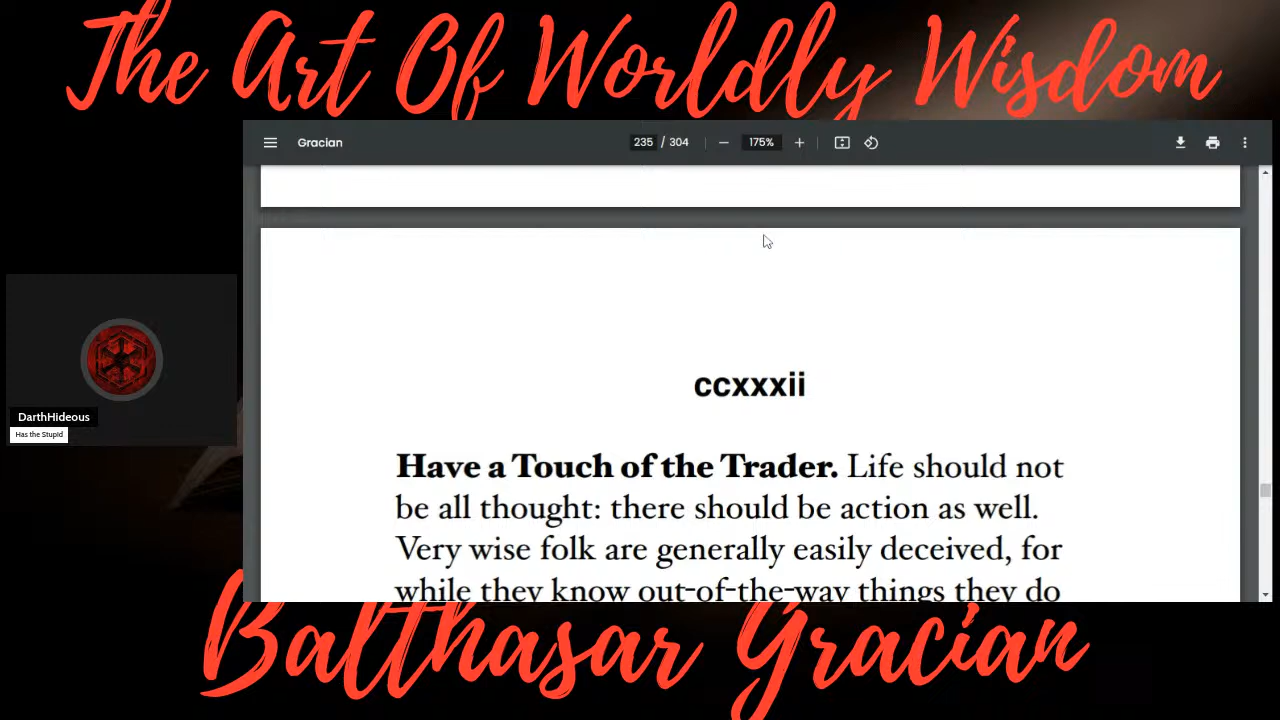 The Art Of Worldly Wisdom
Gracian
235 / 304
175%
ccxxxii
Have a Touch of the Trader. Life should not
be all thought: there should be action as well.
Very wise folk are generally easily deceived, for
while they know out-of-the-way things they do
DarthHideous
Has the Stupid
Balthasar Gracian